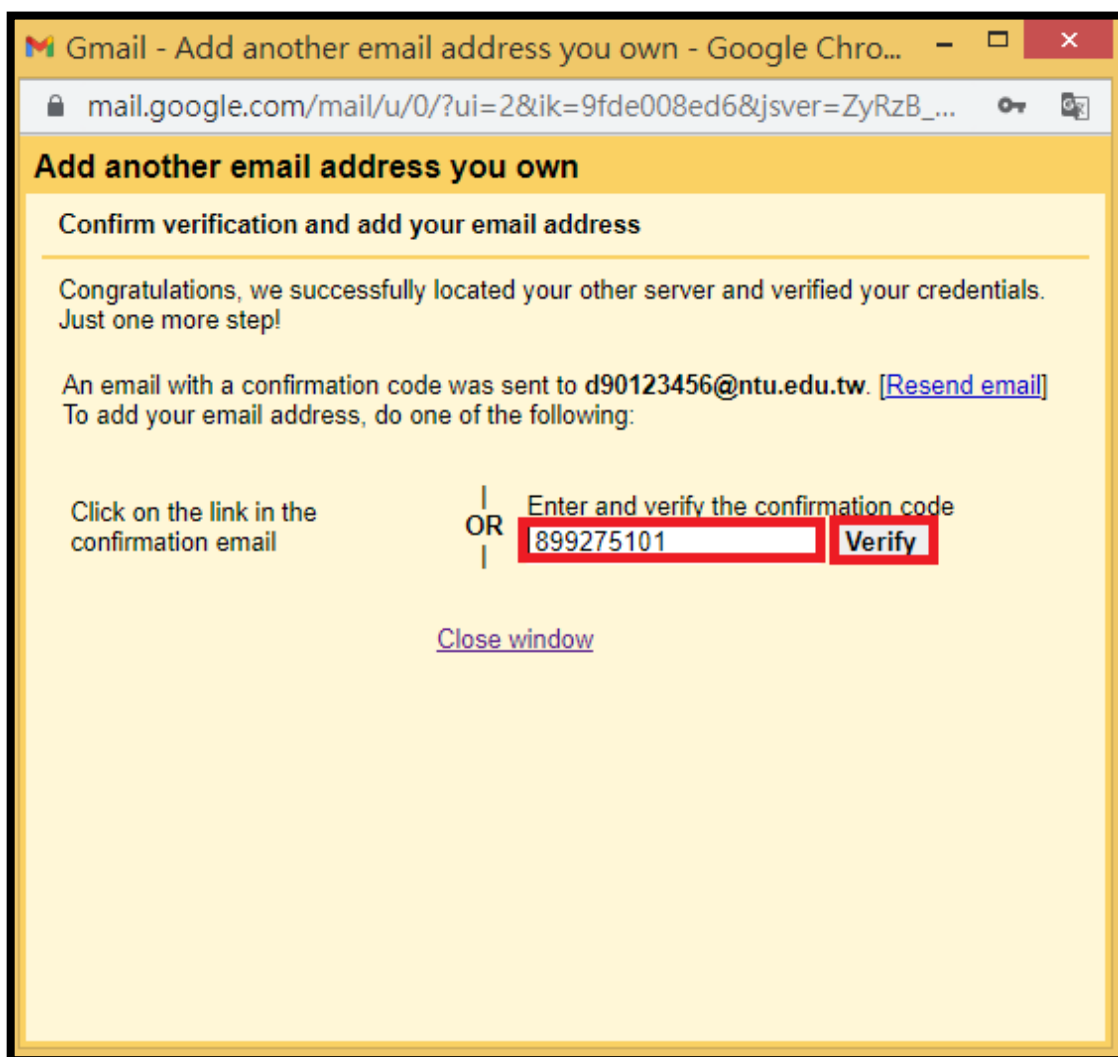 Gmail - Add another email address you own - Google Chro...
mail.google.com/mail/u/0/?ui=2&ik=9fde008ed6&jsver=ZyRzB_...
Add another email address you own
Confirm verification and add your email address
Congratulations, we successfully located your other server and verified your credentials.
Just one more step!
An email with a confirmation code was sent to d90123456@ntu.edu.tw. [Resend email]
To add your email address, do one of the following:
Click on the link in the
confirmation email
|
OR
|
Enter and verify the confirmation code
899275101 Verify
Close window